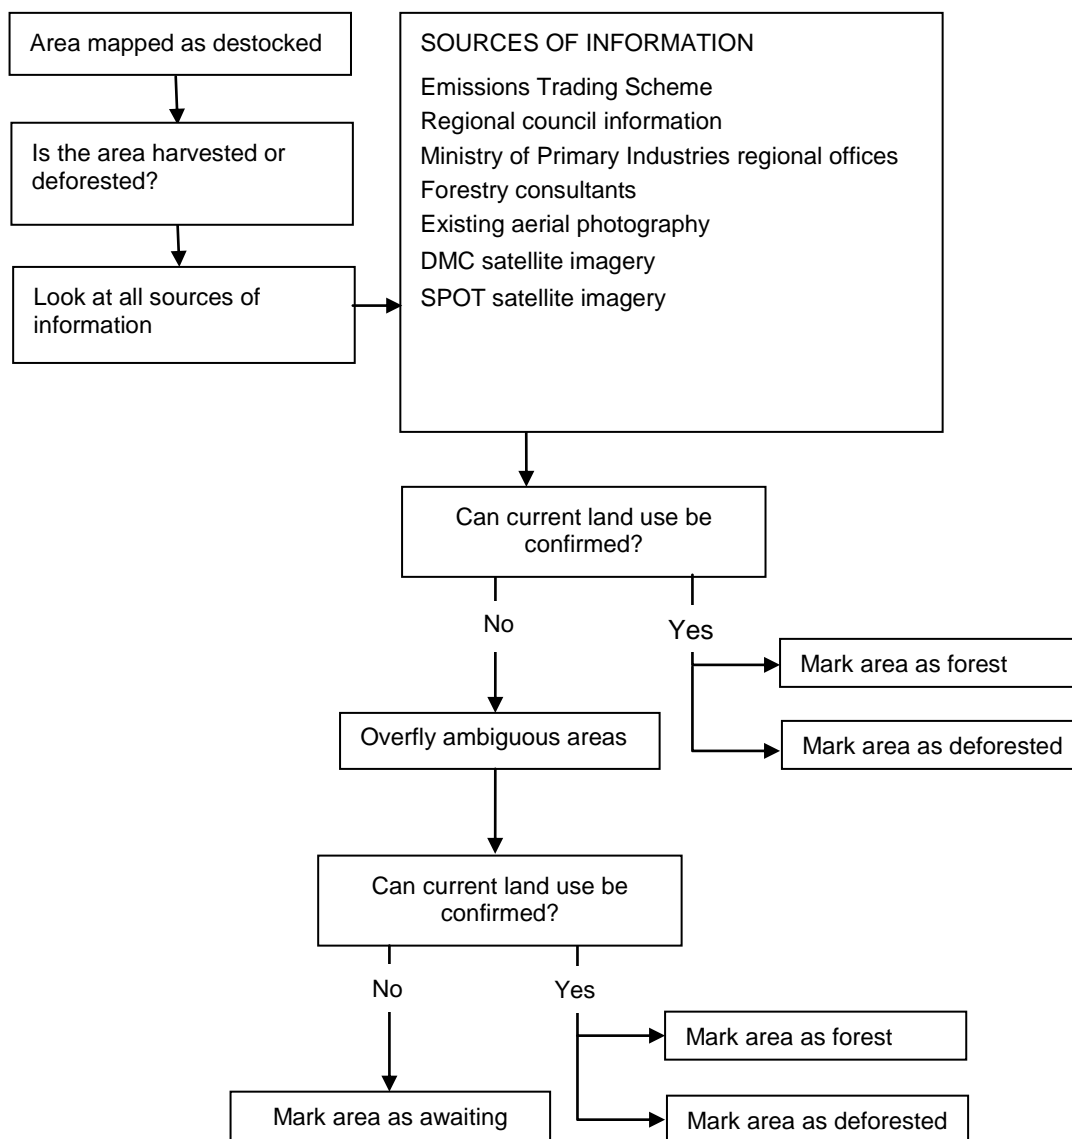 Area mapped as destocked
Is the area harvested or
deforested?
Look at all sources of
information
SOURCES OF INFORMATION
Emissions Trading Scheme
Regional council information
Ministry of Primary Industries regional offices
Forestry consultants
Existing aerial photography
DMC satellite imagery
SPOT satellite imagery
Can current land use be
confirmed?
No
Yes
Mark area as forest
Mark area as deforested
Overfly ambiguous areas
Can current land use be
confirmed?
No
Yes
Mark area as forest
Mark area as deforested
Mark area as awaiting